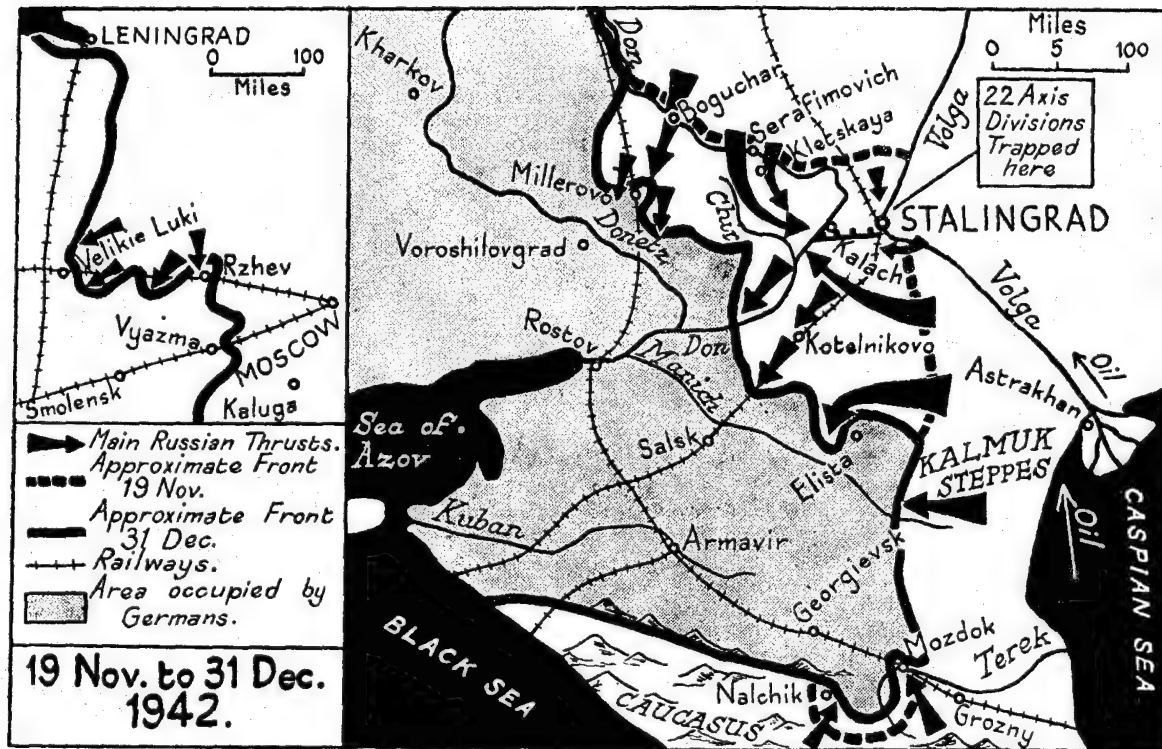 LENINGRAD
0 100
Miles
Velikie Luki
Rzhev
Vyazma
MOSCOW
Smolensk
Kaluga
Main Russian Thrusts.
Approximate Front
19 Nov.
Approximate Front
31 Dec.
Railways.
Area occupied by
Germans.
19 Nov. to 31 Dec.
1942.
Don
Kharkov
Boguchar
Serafimovich
Kletskaya
Volga
Miles
0 5 100
22 Axis
Divisions
Trapped
here
Millerovo
Donetz
Chir
STALINGRAD
Voroshilovgrad
Kalach
Volga
Rostov
Don
Manich
Kotelnikovo
Oil
Astrakhan
Sea of.
Azov
Salsk
Elista
KALMUK
STEPPES
Kuban
Armavir
Georgievsk
Oil
CASPIAN SEA
BLACK SEA
Mozdok
Terek
Nalchik
CAUCASUS
Grozny